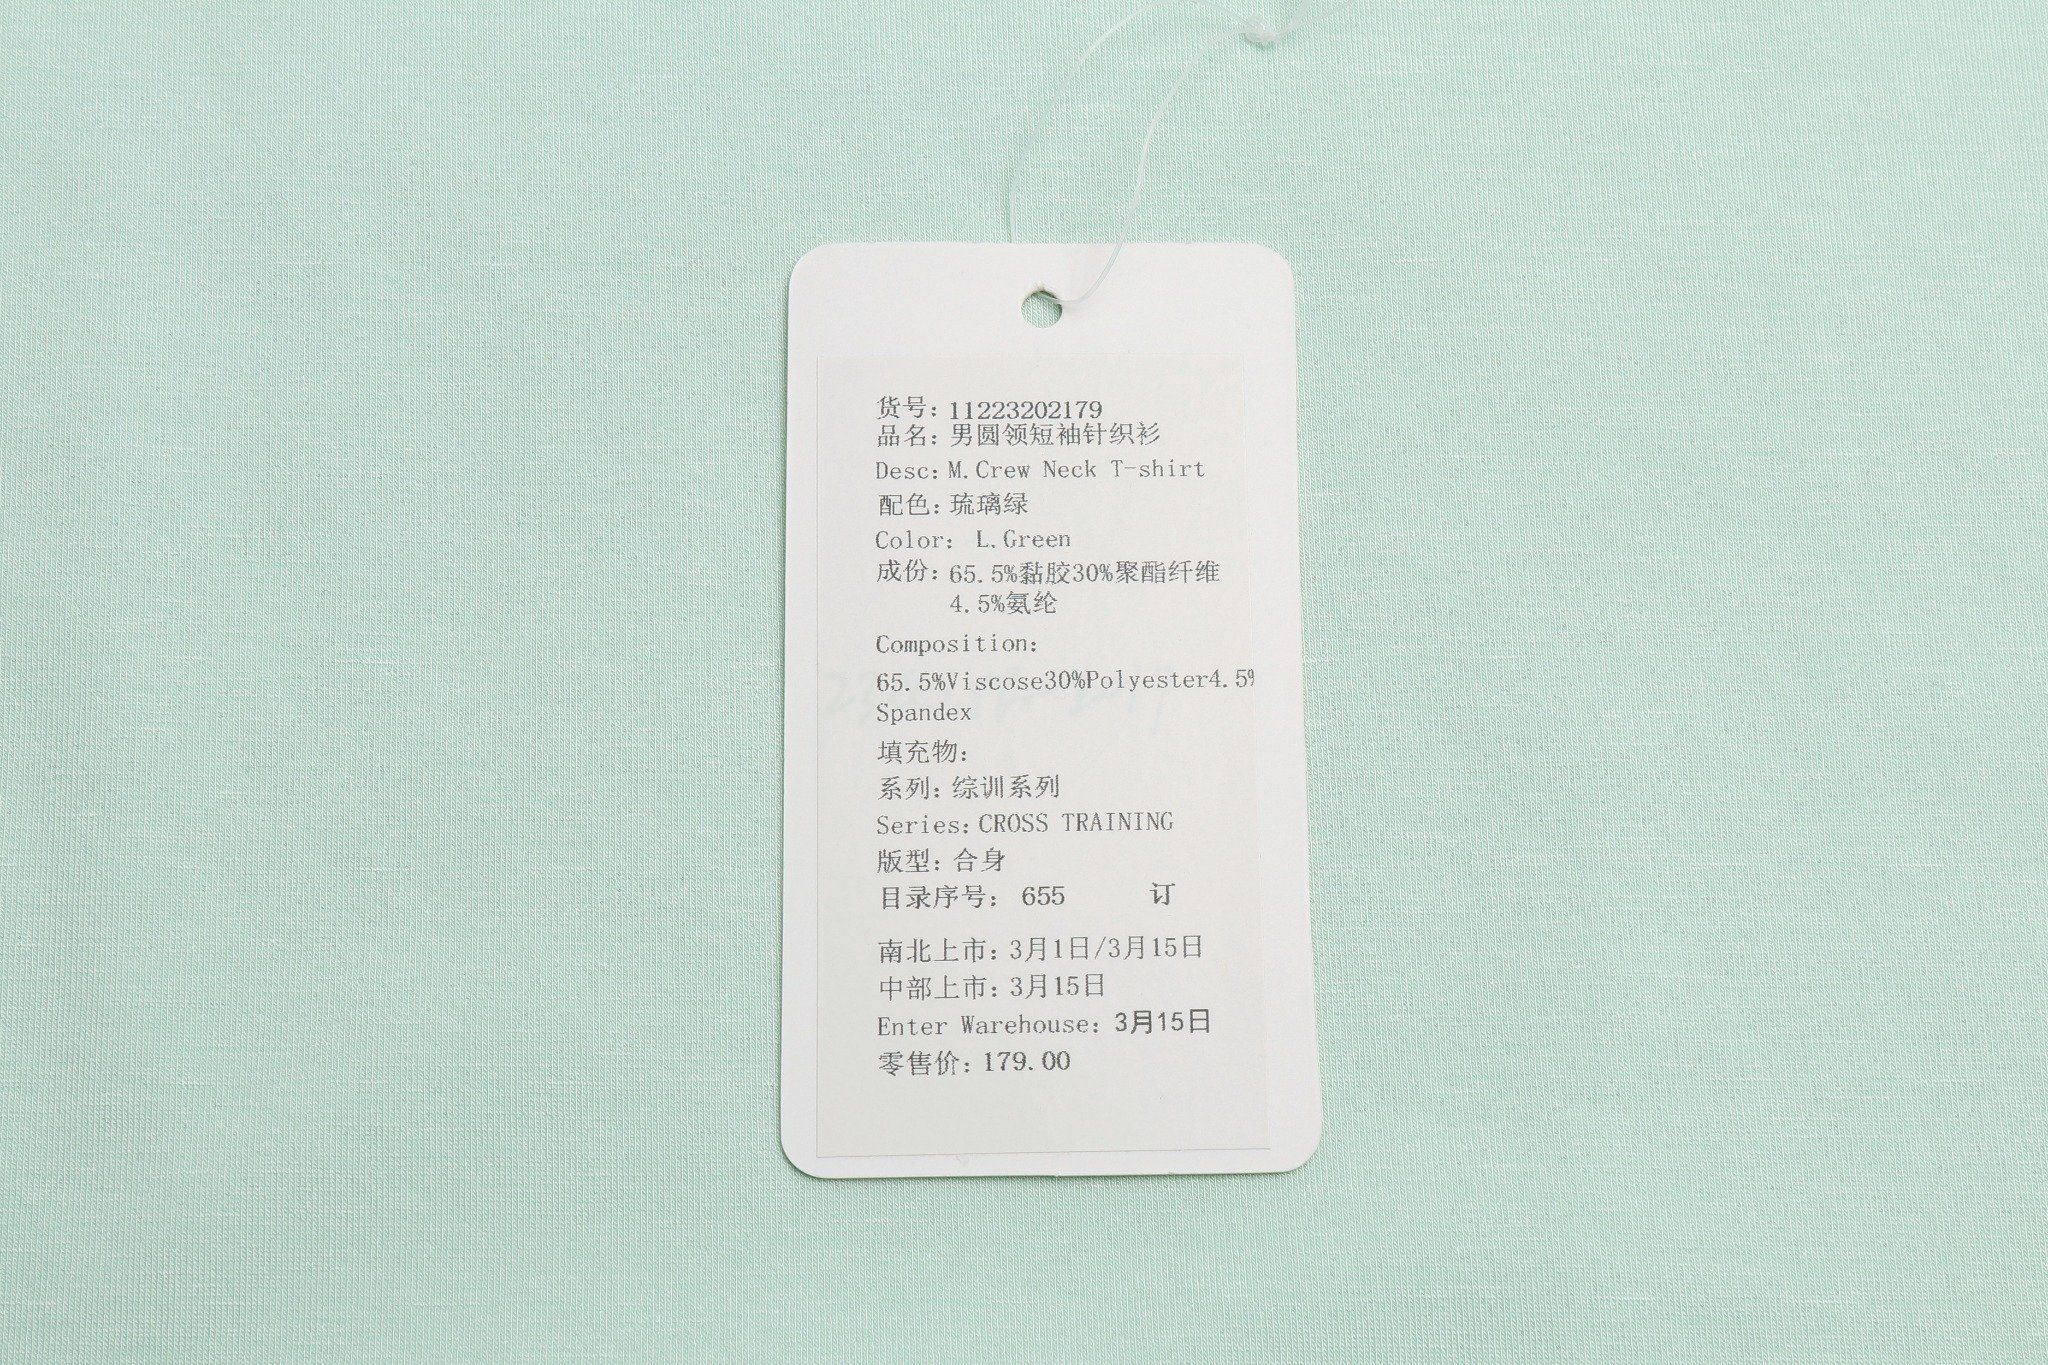 货号: 11223202179
品名: 男圆领短袖针织衫
Desc: M.Crew Neck T-shirt
配色: 琉璃绿
Color: L.Green
成份: 65.5%黏胶30%聚酯纤维
4.5%氨纶
Composition:
65.5%Viscose30%Polyester4.5%
Spandex
填充物:
系列: 综训系列
Series: CROSS TRAINING
版型: 合身
目录序号: 655 订
南北上市: 3月1日/3月15日
中部上市: 3月15日
Enter Warehouse: 3月15日
零售价: 179.00